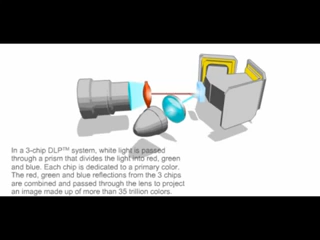 In a 3-chip DLP™ system, white light is passed
through a prism that divides the light into red, green
and blue. Each chip is dedicated to a primary color.
The red, green and blue reflections from the 3 chips
are combined and passed through the lens to project
an image made up of more than 35 trillion colors.